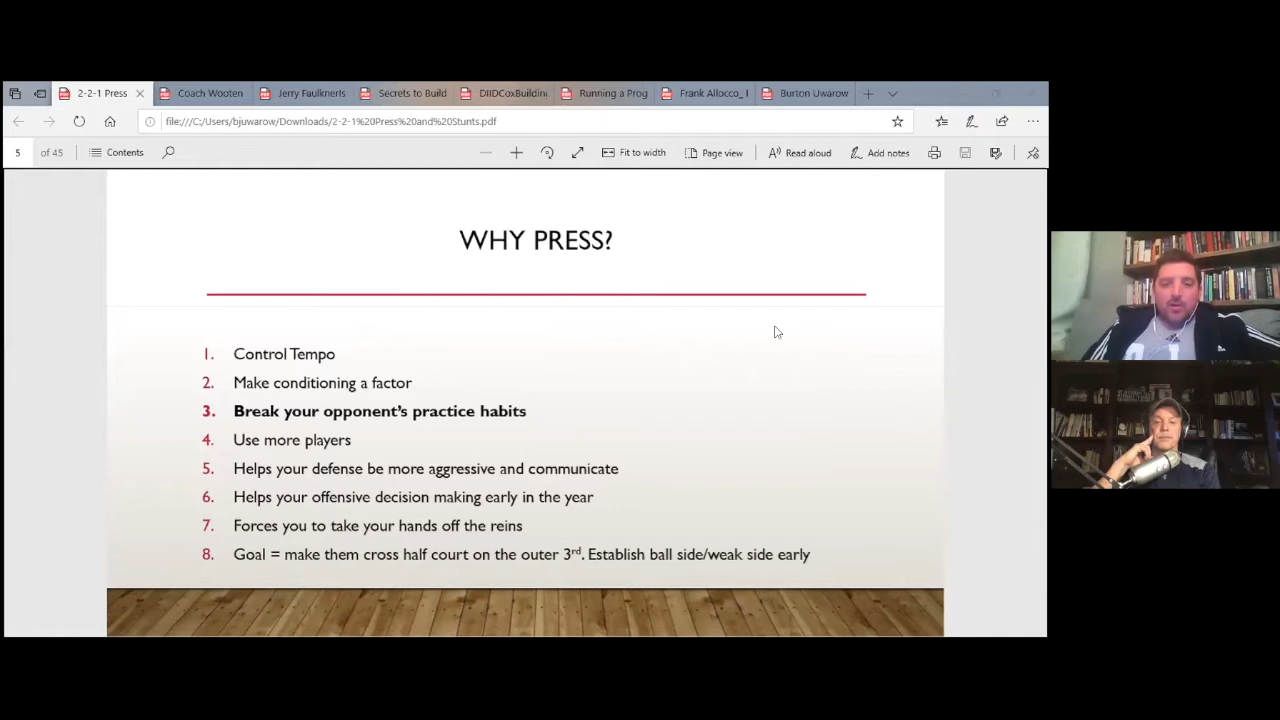 2-2-1 Press
Coach Wooten
Jerry Faulkneris
Secrets to Build
DIIDCoxBuilding
Running a Prog
Frank Allocco_ I
Burton Uwarow
file:///C:/Users/bjuwarow/Downloads/2-2-1%20Press%20and%20Stunts.pdf
5 of 45
Contents
Fit to width
Page view
Read aloud
Add notes
WHY PRESS?
1. Control Tempo
2. Make conditioning a factor
3. Break your opponent's practice habits
4. Use more players
5. Helps your defense be more aggressive and communicate
6. Helps your offensive decision making early in the year
7. Forces you to take your hands off the reins
8. Goal = make them cross half court on the outer 3rd. Establish ball side/weak side early